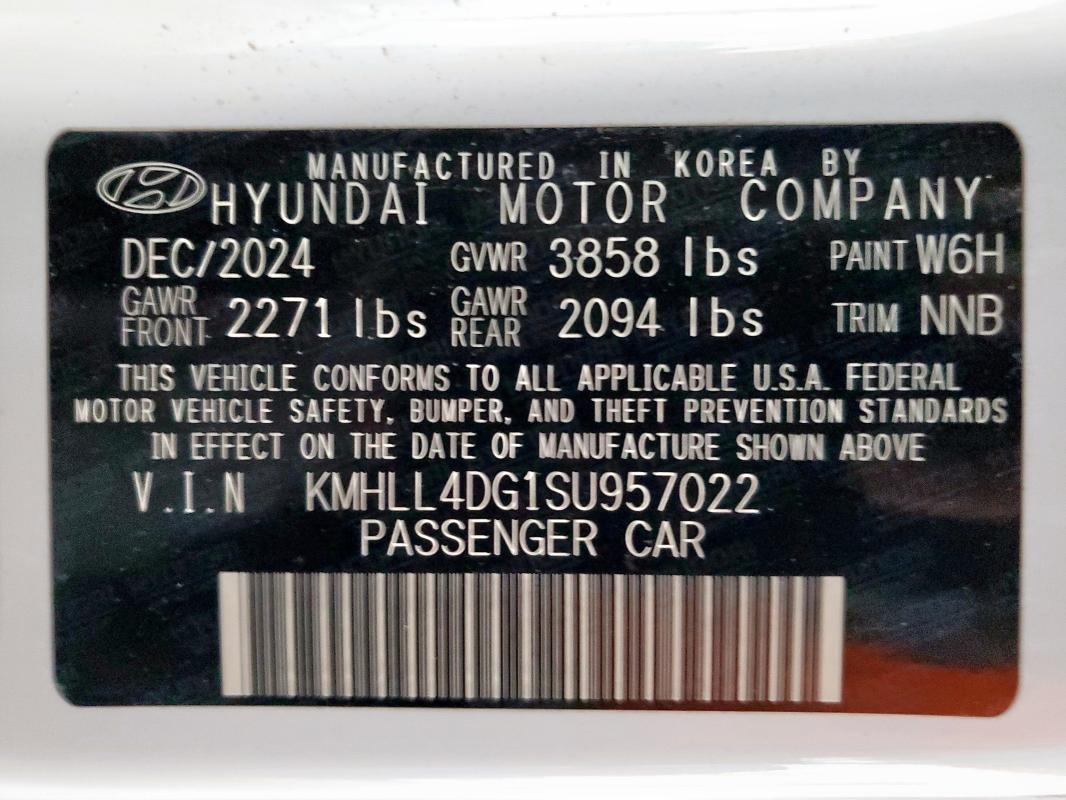 MANUFACTURED IN KOREA BY
HYUNDAI MOTOR COMPANY
DEC/2024 GVWR 3858 lbs PAINT W6H
GAWR FRONT 2271 lbs GAWR REAR 2094 lbs TRIM NNB
THIS VEHICLE CONFORMS TO ALL APPLICABLE U.S.A. FEDERAL
MOTOR VEHICLE SAFETY, BUMPER, AND THEFT PREVENTION STANDARDS
IN EFFECT ON THE DATE OF MANUFACTURE SHOWN ABOVE
V.I.N KMHLL4DG1SU957022
PASSENGER CAR